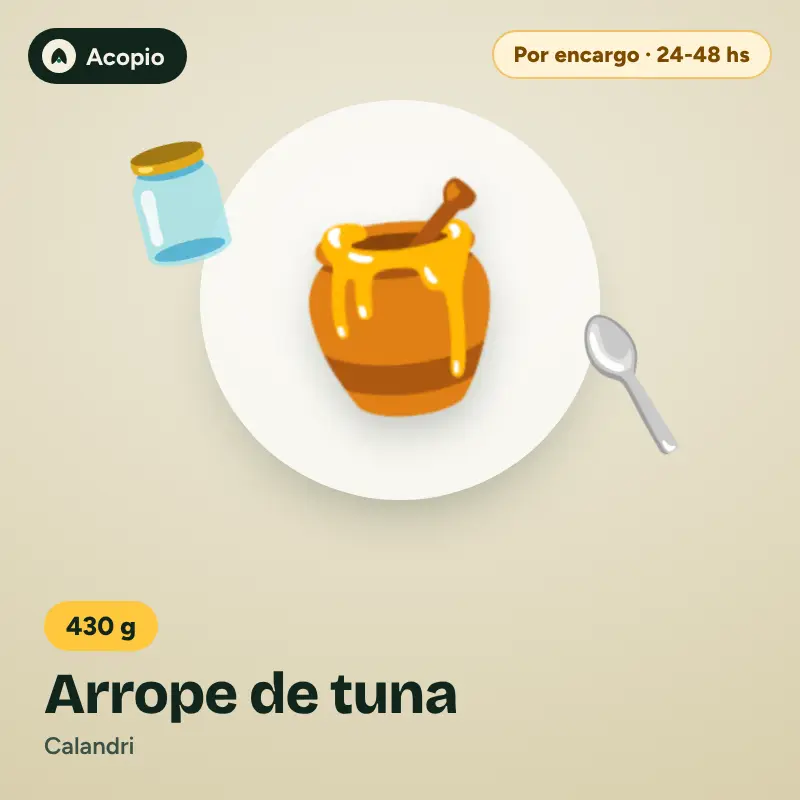 Acopio
Por encargo · 24-48 hs
430 g
Arrope de tuna
Calandri